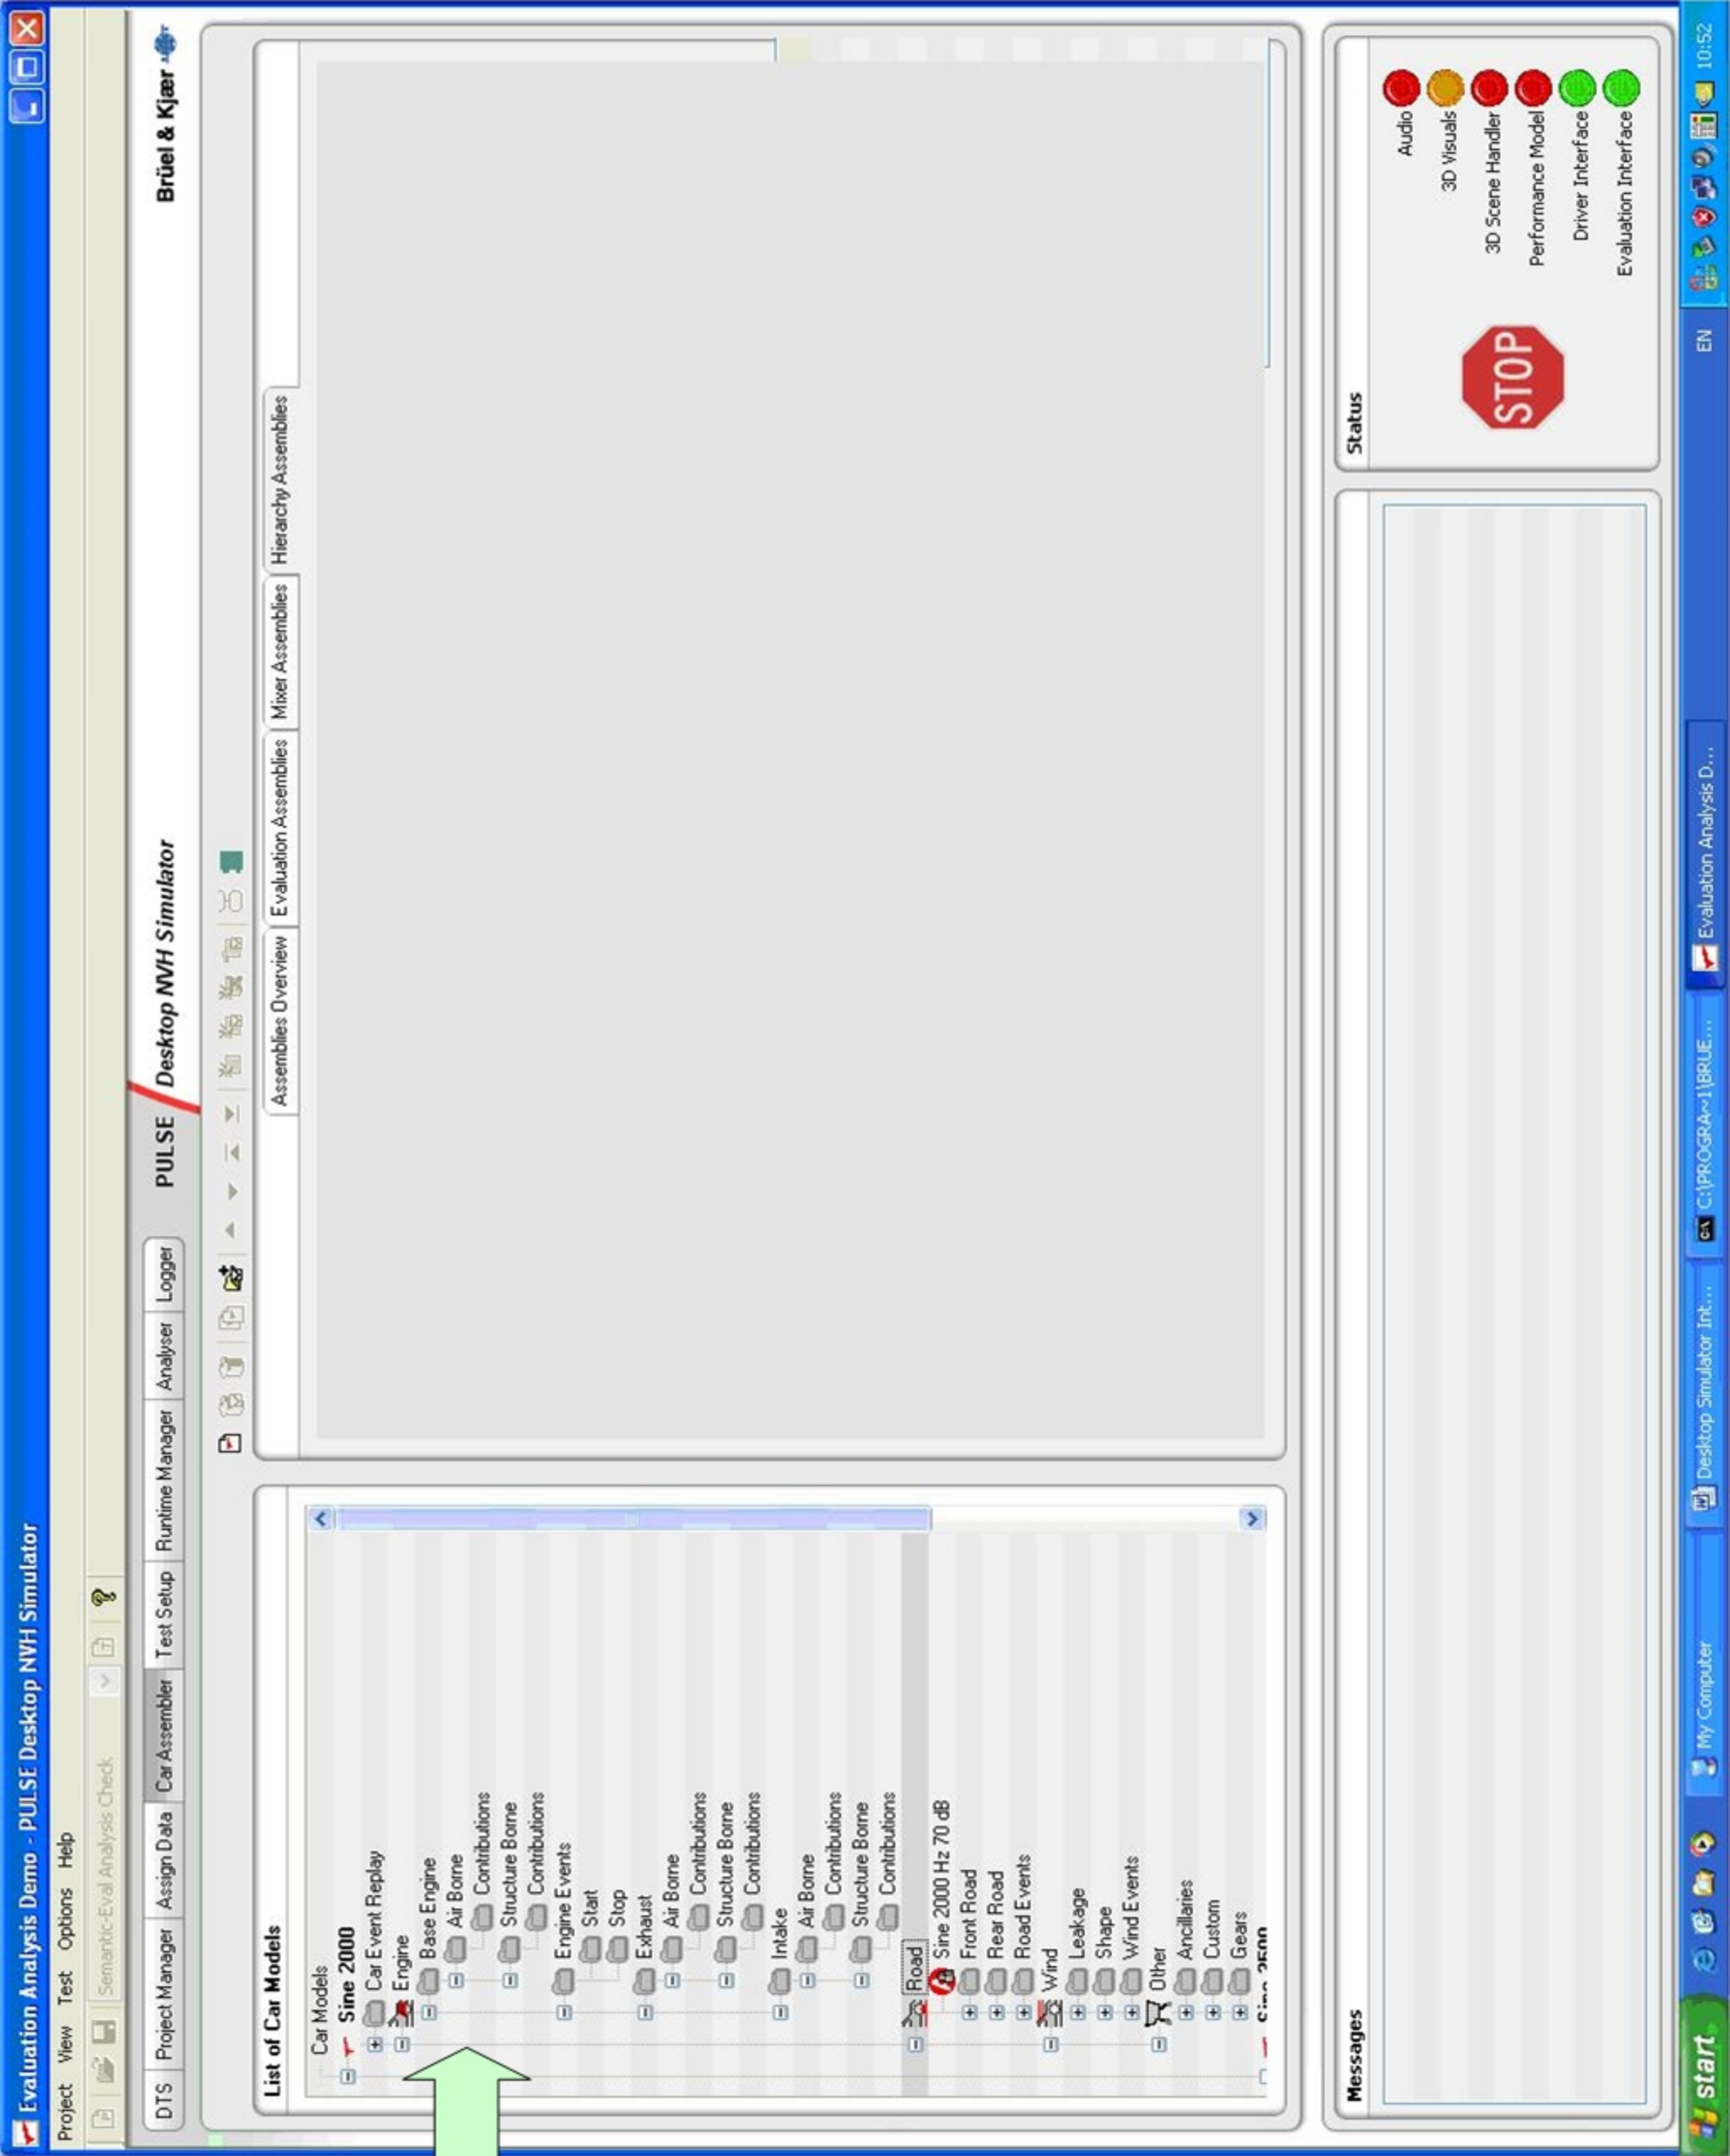 Evaluation Analysis Demo - PULSE Desktop NVH Simulator
Project View Test Options Help
Semantic-Eval Analysis Check
DTS Project Manager Assign Data Car Assembler Test Setup Runtime Manager Analyser Logger PULSE Desktop NVH Simulator Brüel & Kjær
List of Car Models
Car Models
Sine 2000
Car Event Replay
Engine
Base Engine
Air Borne
Contributions
Structure Borne
Contributions
Engine Events
Start
Stop
Exhaust
Air Borne
Contributions
Structure Borne
Contributions
Intake
Air Borne
Contributions
Structure Borne
Contributions
Road
Sine 2000 Hz 70 dB
Front Road
Rear Road
Road Events
Wind
Leakage
Shape
Wind Events
Other
Ancillaries
Custom
Gears
Sine 2500
Assemblies Overview Evaluation Assemblies Mixer Assemblies Hierarchy Assemblies
Messages
Status
STOP
Audio
3D Visuals
3D Scene Handler
Performance Model
Driver Interface
Evaluation Interface
start My Computer Desktop Simulator Int... C:\PROGRA~1\BRUE... Evaluation Analysis D... EN 10:52